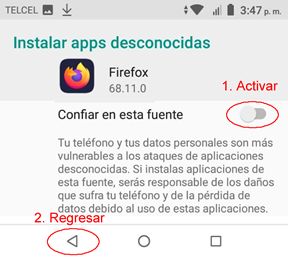 TELCEL 3:47 p. m.
Instalar apps desconocidas
Firefox
68.11.0
1. Activar
Confiar en esta fuente
Tu teléfono y tus datos personales son más
vulnerables a los ataques de aplicaciones
desconocidas. Si instalas aplicaciones de
esta fuente, serás responsable de los daños
que sufra tu teléfono y de la pérdida de
datos debido al uso de estas aplicaciones.
2. Regresar